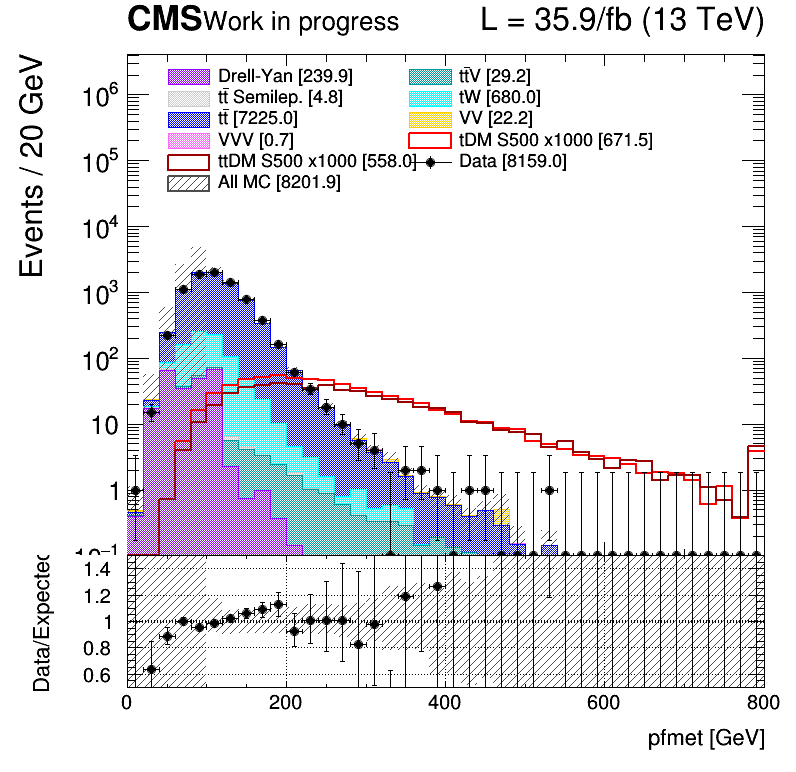 CMS Work in progress L = 35.9/fb (13 TeV)
Drell-Yan [239.9] tt̄V [29.2]
tt̄ Semilep. [4.8] tW [680.0]
tt̄ [7225.0] VV [22.2]
VVV [0.7] tDM S500 x1000 [671.5]
ttDM S500 x1000 [558.0] Data [8159.0]
All MC [8201.9]
Events / 20 GeV
10⁶
10⁵
10⁴
10³
10²
10
1
10⁻¹
Data/Expected
1.4
1.2
1
0.8
0.6
0 200 400 600 800
pfmet [GeV]